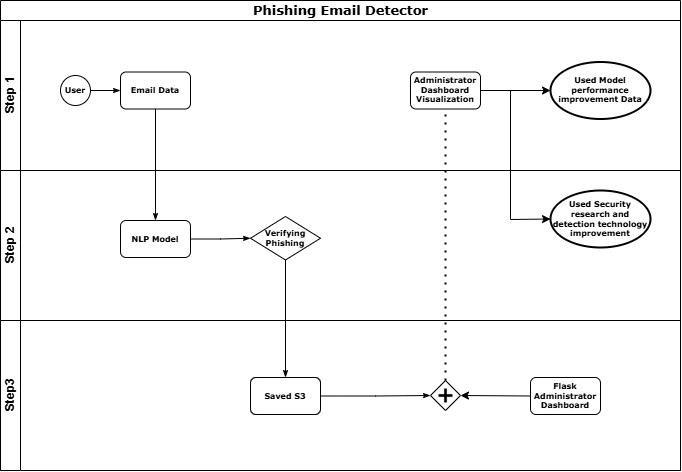 Phishing Email Detector
Step 1
User
Email Data
Administrator
Dashboard
Visualization
Used Model
performance
improvement Data
Step 2
NLP Model
Verifying
Phishing
Used Security
research and
detection technology
improvement
Step3
Saved S3
Flask
Administrator
Dashboard